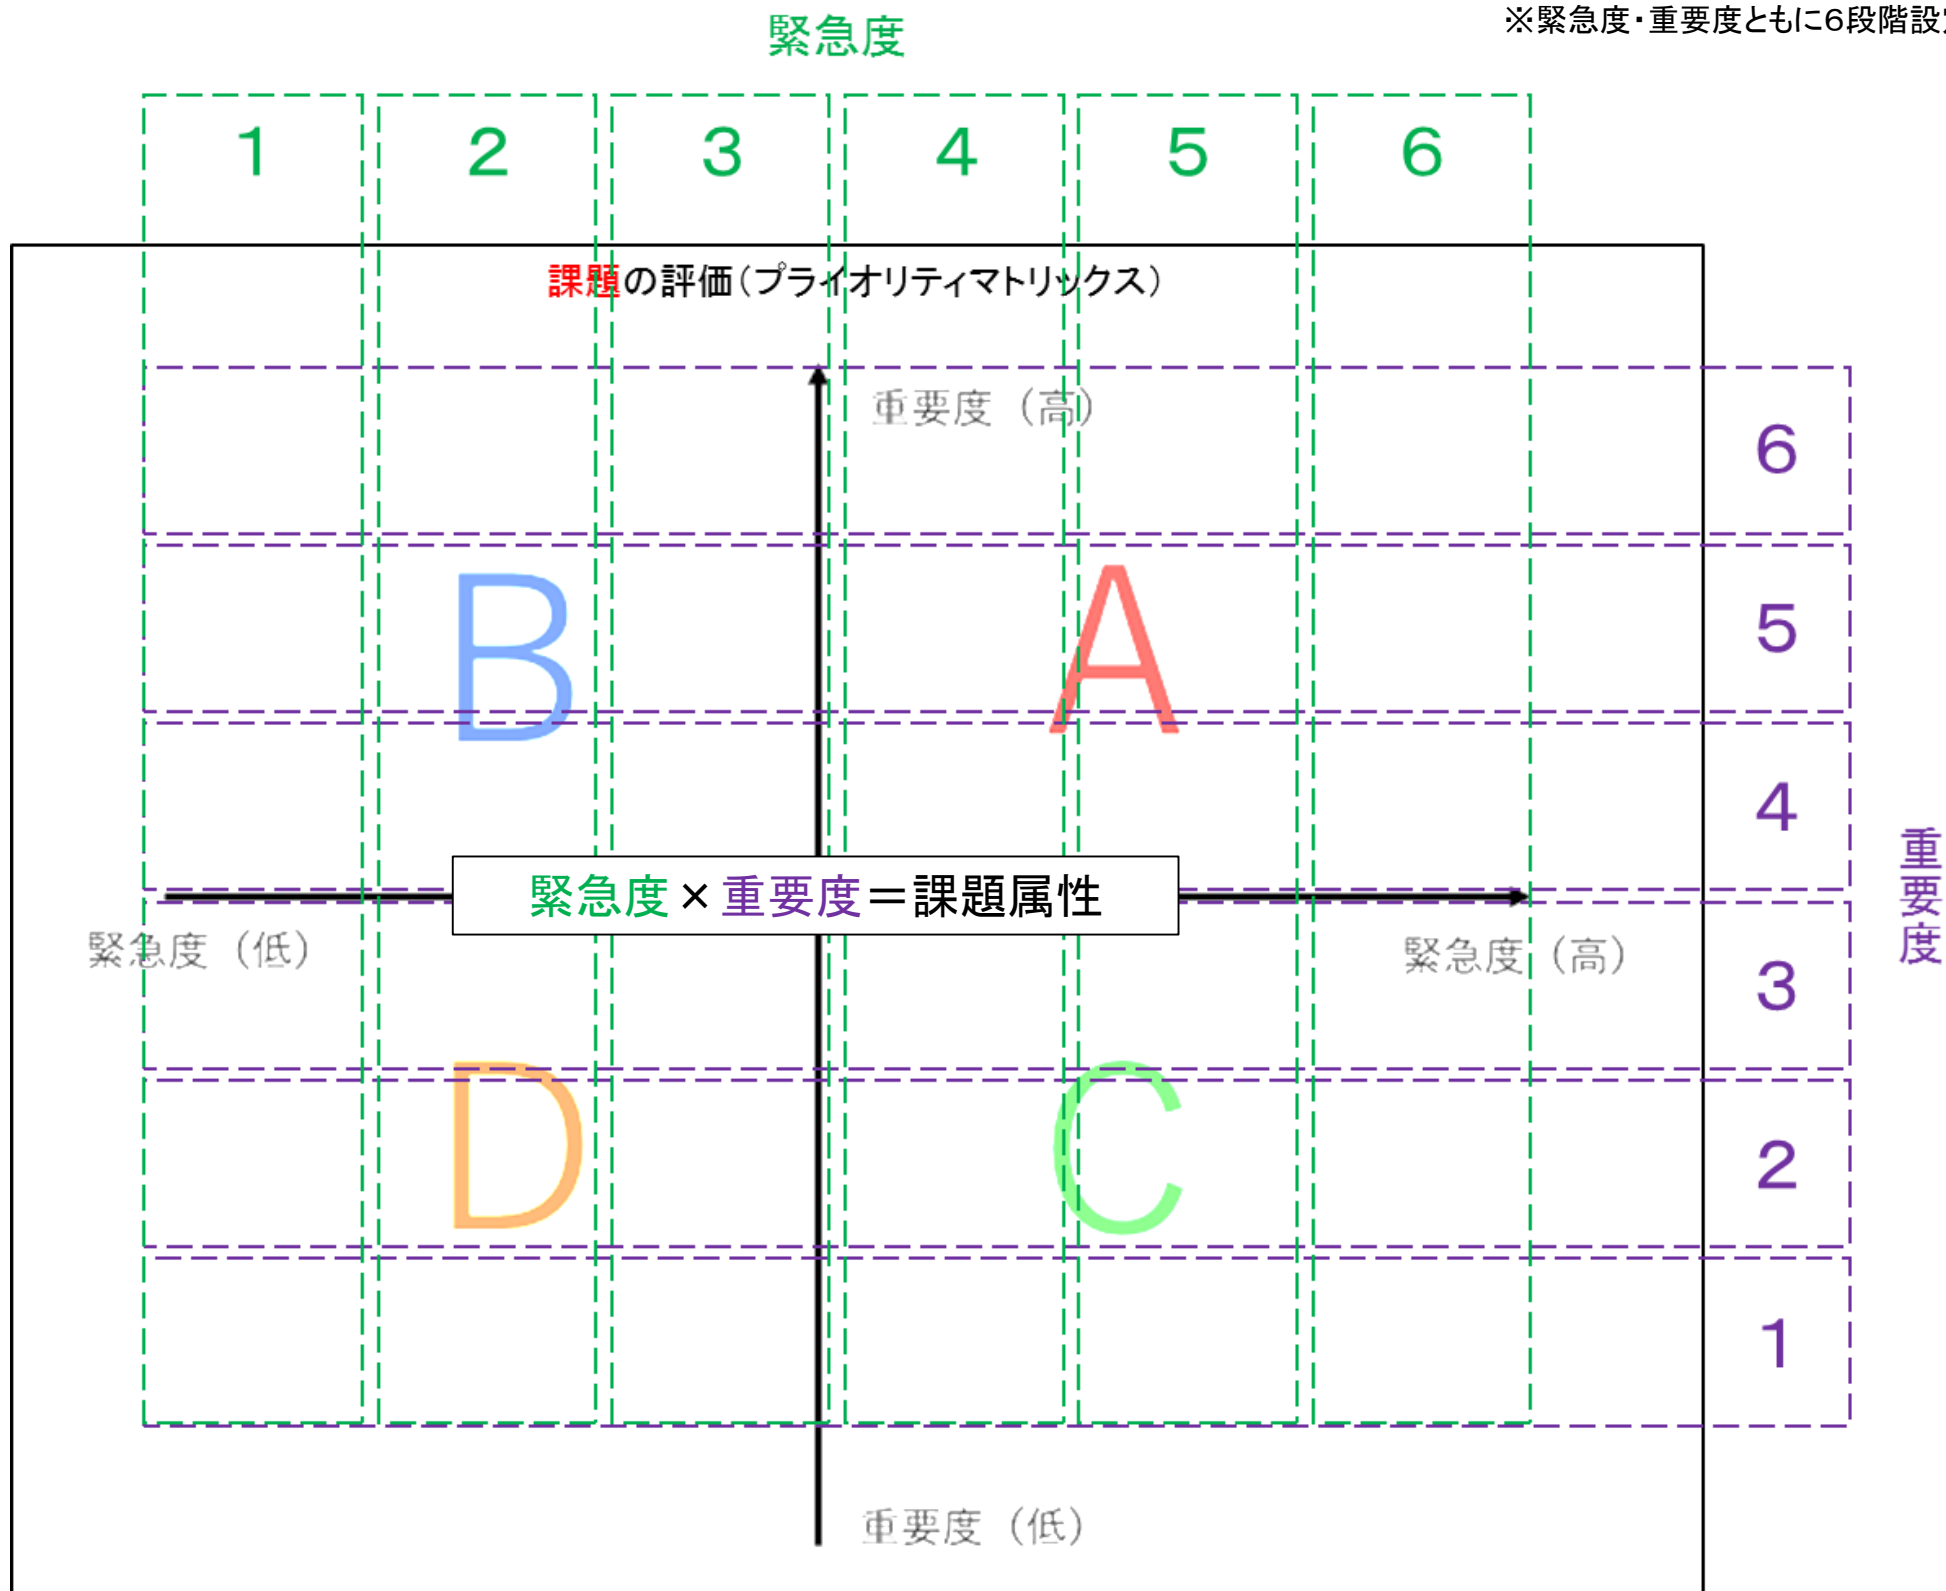 緊急度
※緊急度・重要度ともに6段階設
1 2 3 4 5 6
課題の評価（プライオリティマトリックス）
重要度（高）
6
5
B A
4
緊急度×重要度＝課題属性
重要度
緊急度（低）
緊急度（高）
3
D C
2
1
重要度（低）